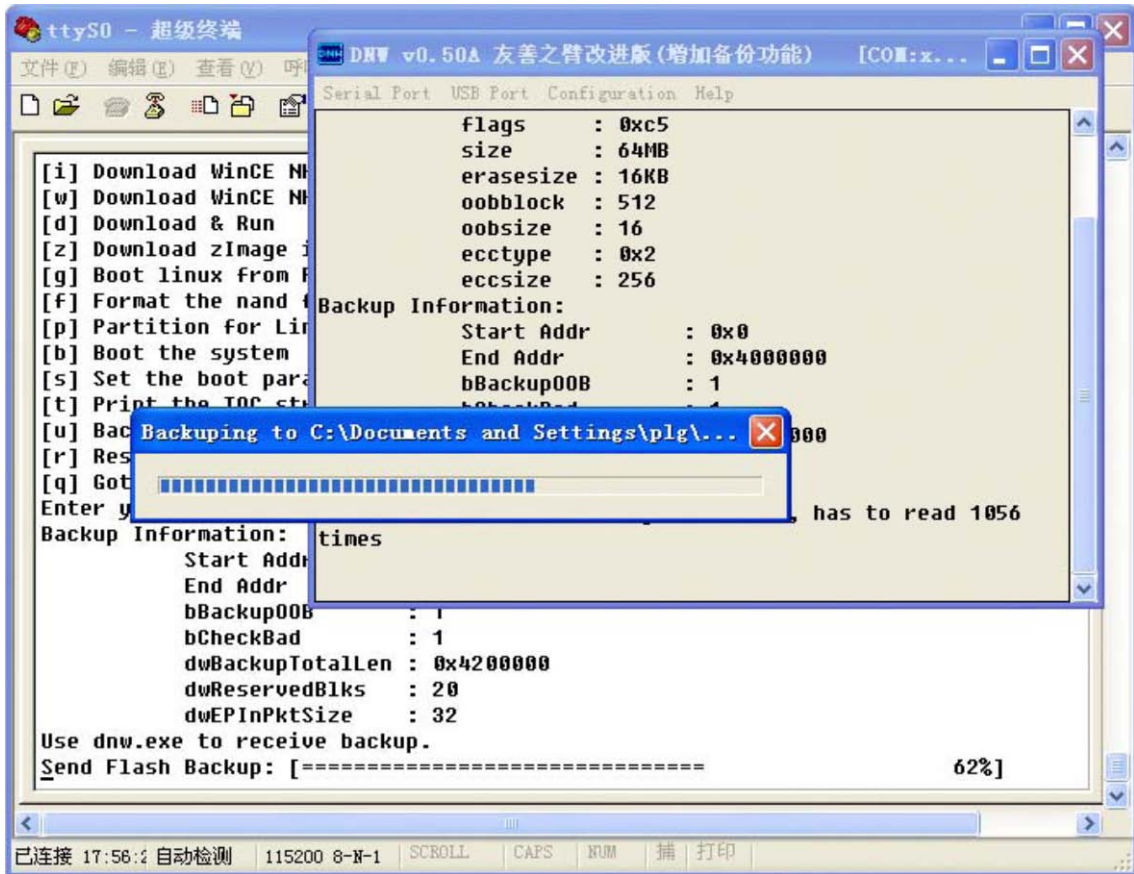 ttyS0 - 超级终端
文件(F) 编辑(E) 查看(V)
[i] Download WinCE
[w] Download WinCE
[d] Download & Run
[z] Download zImage
[g] Boot linux from
[f] Format the nand
[p] Partition for
[b] Boot the system
[s] Set the boot
[t] Print the TOC
[u]
[r]
[q]
Enter
Backup Information:
Start
End Addr
bBackupOOB : 1
bCheckBad : 1
dwBackupTotalLen : 0x4200000
dwReservedBlks : 20
dwEPInPktSize : 32
Use dnw.exe to receive backup.
Send Flash Backup: [================================ 62%]
已连接 17:56: 自动检测 115200 8-N-1 SCROLL CAPS NUM 捕 打印
DNW v0.50A 友善之臂改进版(增加备份功能) [COM:x...
Serial Port USB Port Configuration Help
flags : 0xc5
size : 64MB
erasesize : 16KB
oobblock : 512
oobsize : 16
ecctype : 0x2
eccsize : 256
Backup Information:
Start Addr : 0x0
End Addr : 0x4000000
bBackupOOB : 1
, has to read 1056
times
Backuping to C:\Documents and Settings\plg\...